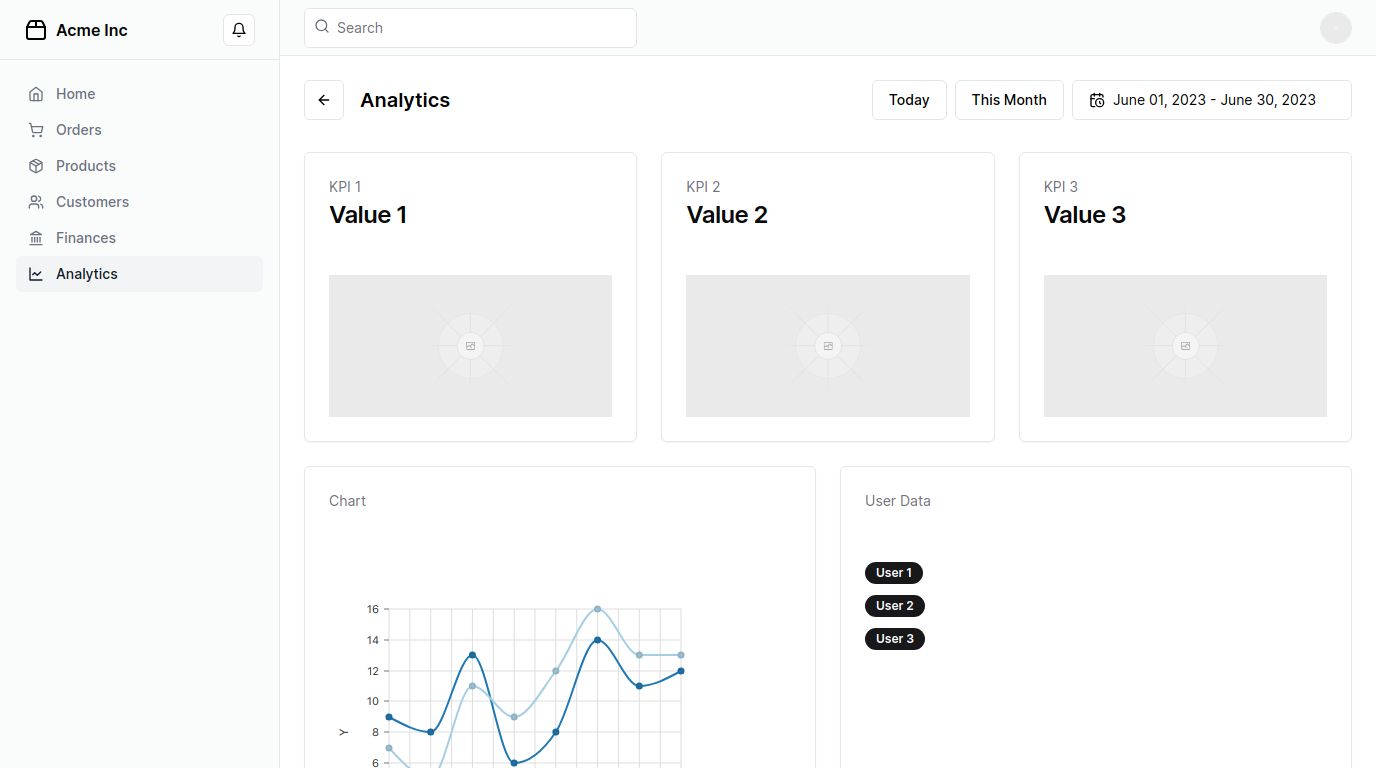 Acme Inc
Search
Home
Orders
Products
Customers
Finances
Analytics
Analytics
Today
This Month
June 01, 2023 - June 30, 2023
KPI 1
Value 1
KPI 2
Value 2
KPI 3
Value 3
Chart
16
14
12
10
8
6
Y
User Data
User 1
User 2
User 3